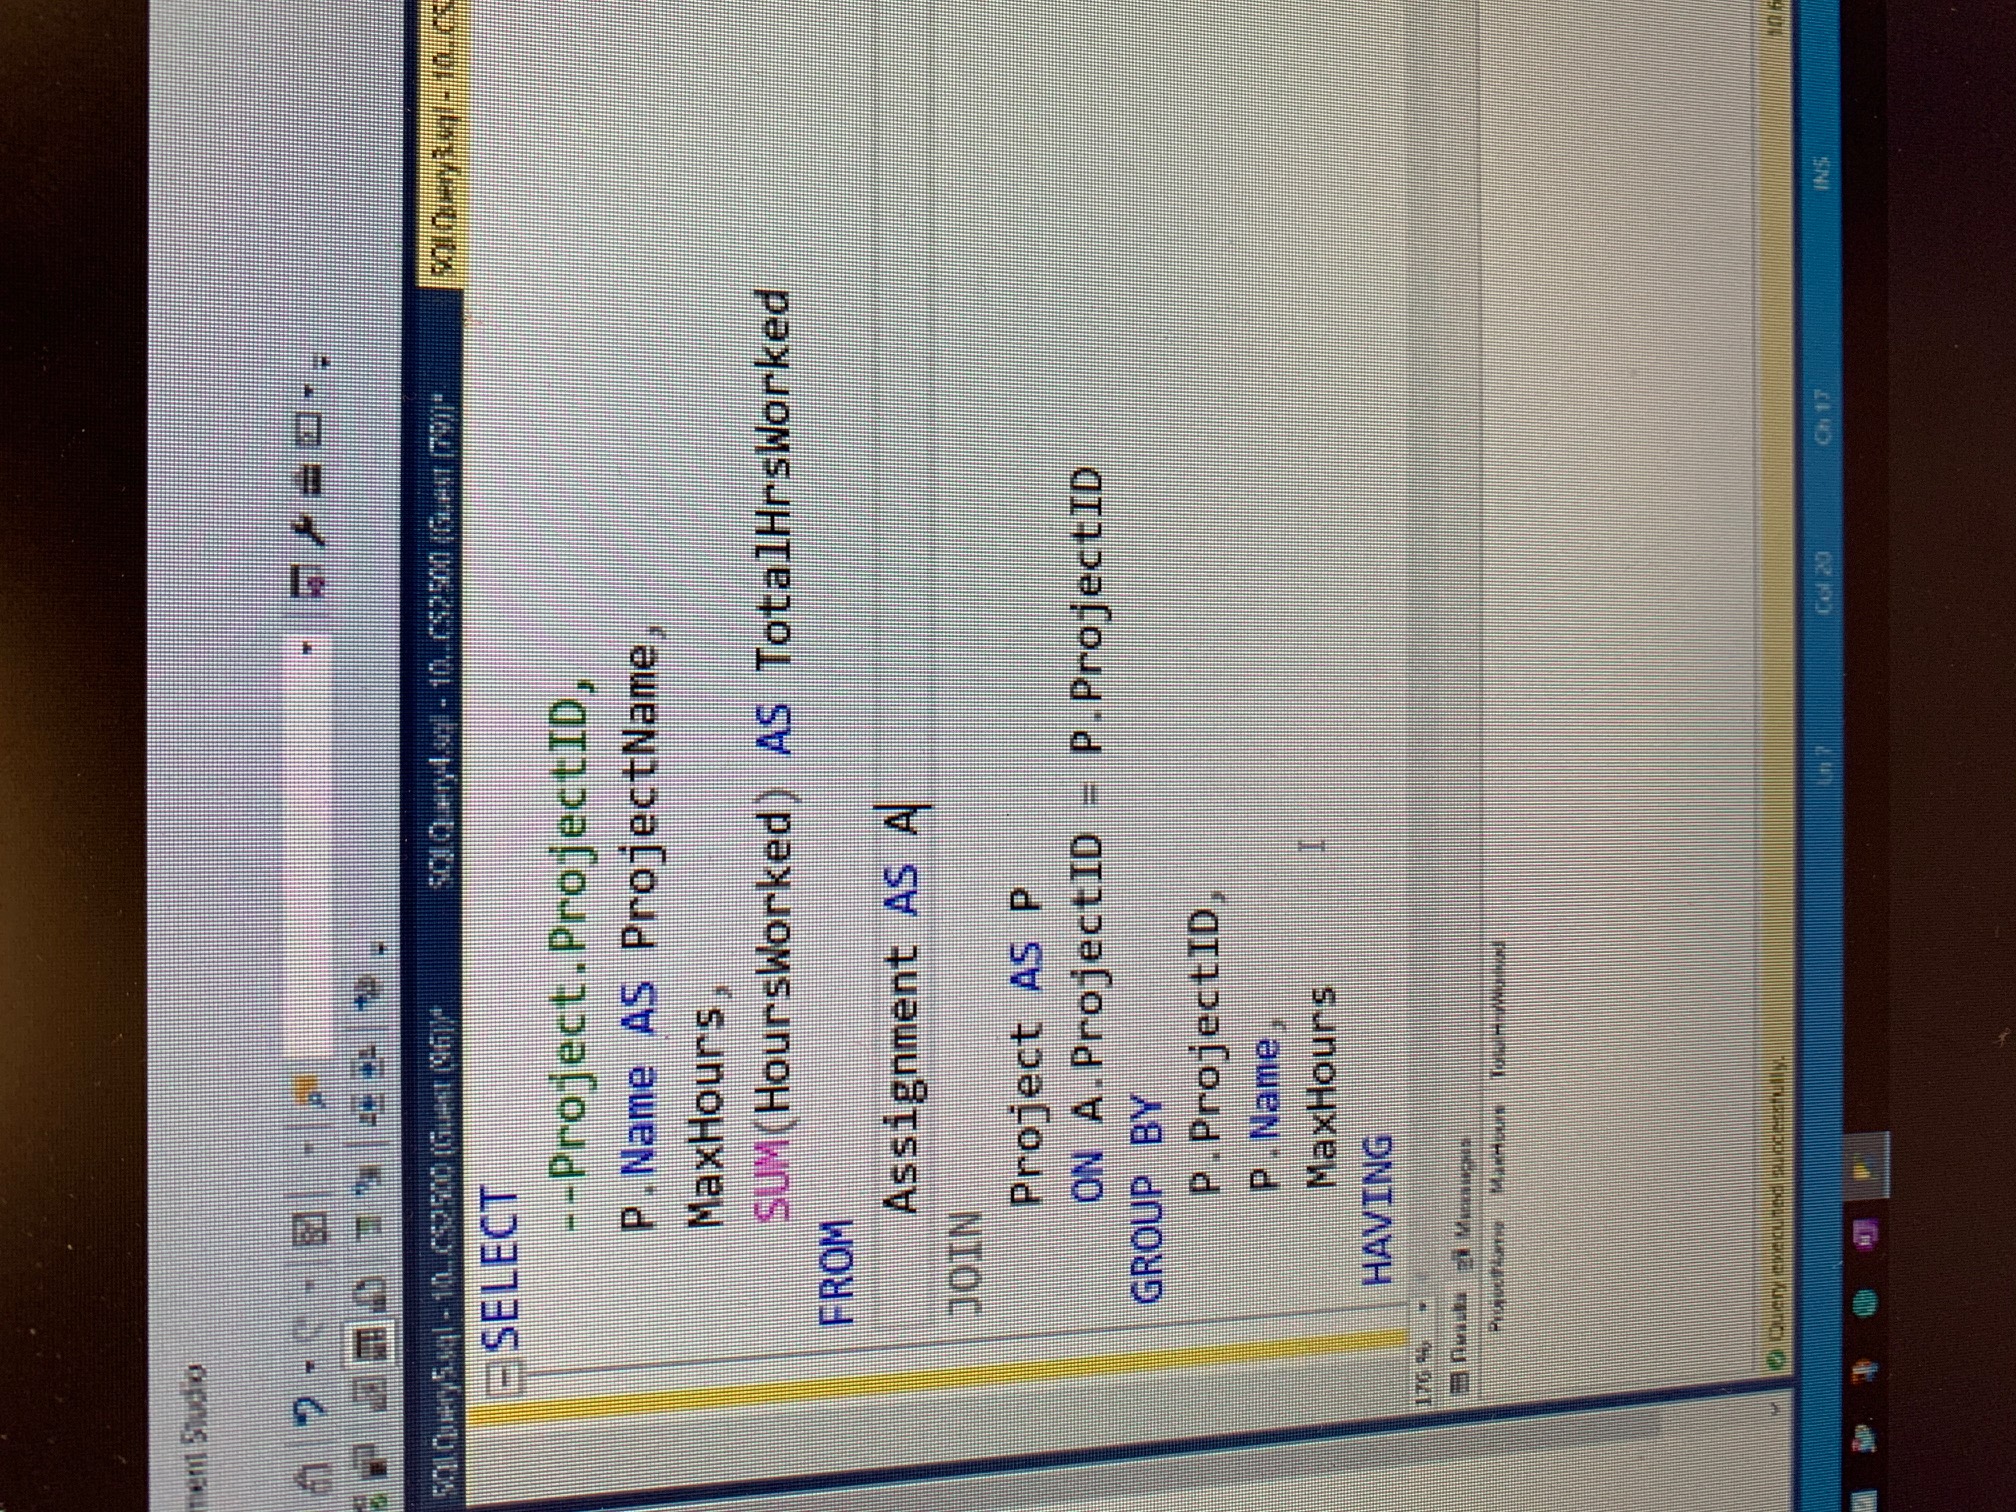 ment Studio
SQLQuery5.sql - 10...CS2500 (Guest (96))*
SQLQuery4.sql - 10...CS2500 (Guest (79))*
SQLQuery3.sql - 10...CS
SELECT
--Project.ProjectID,
P.Name AS ProjectName,
MaxHours,
SUM(HoursWorked) AS TotalHrsWorked
FROM
Assignment AS A
JOIN
Project AS P
ON A.ProjectID = P.ProjectID
GROUP BY
P.ProjectID,
P.Name,
MaxHours
HAVING
176 %
Results Messages
ProjectName MaxHours TotalHrsWorked
Query executed successfully.
10.6
Ln 7 Col 20 Ch 17 INS